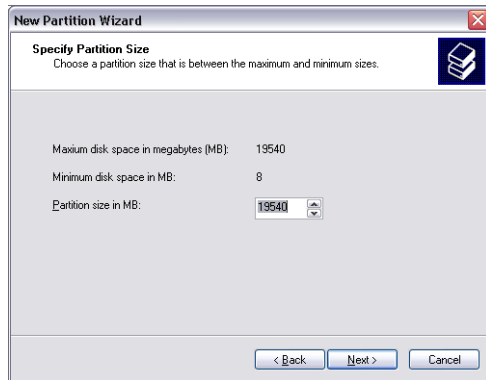 New Partition Wizard
Specify Partition Size
Choose a partition size that is between the maximum and minimum sizes.
Maxium disk space in megabytes (MB): 19540
Minimum disk space in MB: 8
Partition size in MB: 19540
< Back Next > Cancel